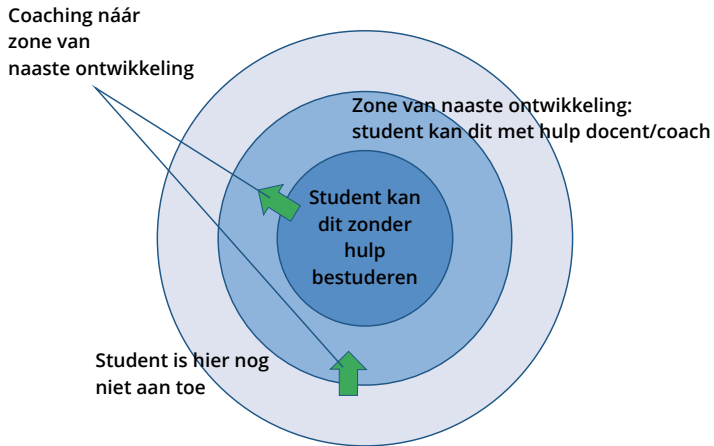 Coaching náár
zone van
naaste ontwikkeling
Zone van naaste ontwikkeling:
student kan dit met hulp docent/coach
Student kan
dit zonder
hulp
bestuderen
Student is hier nog
niet aan toe